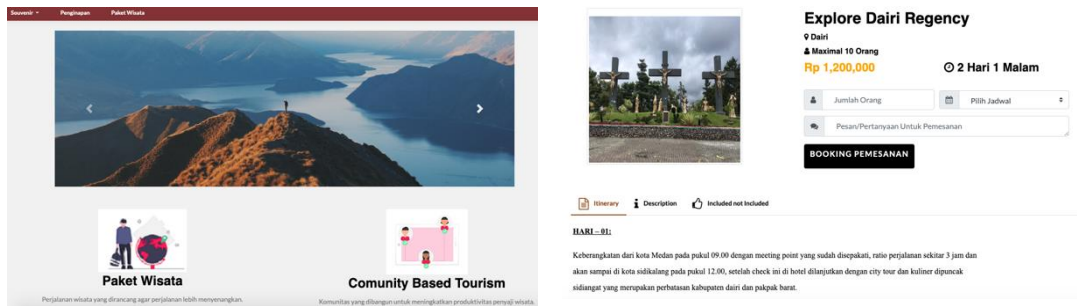 Souvenir
Penginapan
Paket Wisata
Paket Wisata
Perjalanan wisata yang dirancang agar perjalanan lebih menyenangkan.
Comunity Based Tourism
Komunitas yang dibangun untuk meningkatkan produktivitas penyaji wisata.
Explore Dairi Regency
Dairi
Maximal 10 Orang
Rp 1,200,000
2 Hari 1 Malam
Jumlah Orang
Pilih Jadwal
Pesan/Pertanyaan Untuk Pemesanan
BOOKING PEMESANAN
Itinerary
Description
Included not Included
HARI – 01:
Keberangkatan dari kota Medan pada pukul 09.00 dengan meeting point yang sudah disepakati, ratio perjalanan sekitar 3 jam dan
akan sampai di kota sidikalang pada pukul 12.00, setelah check ini di hotel dilanjutkan dengan city tour dan kuliner dipuncak
sidiangat yang merupakan perbatasan kabupaten dairi dan pakpak barat.